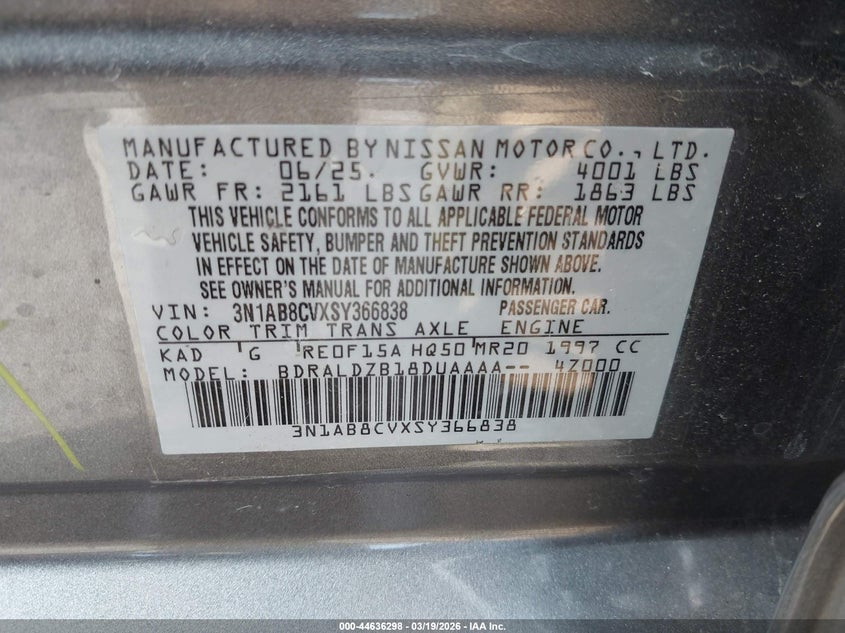 MANUFACTURED BY NISSAN MOTOR CO., LTD.
DATE: 06/25. GVWR: 4001 LBS
GAWR FR: 2161 LBS GAWR RR: 1863 LBS
THIS VEHICLE CONFORMS TO ALL APPLICABLE FEDERAL MOTOR
VEHICLE SAFETY, BUMPER AND THEFT PREVENTION STANDARDS
IN EFFECT ON THE DATE OF MANUFACTURE SHOWN ABOVE.
SEE OWNER'S MANUAL FOR ADDITIONAL INFORMATION.
VIN: 3N1AB8CVXSY366838 PASSENGER CAR.
COLOR TRIM TRANS AXLE ENGINE
KAD G RE0F15A HQ50 MR20 1997 CC
MODEL: BDRALDZB18DUAAAA-- 4Z000
3N1AB8CVXSY366838
000-44636298 - 03/19/2026 - IAA Inc.